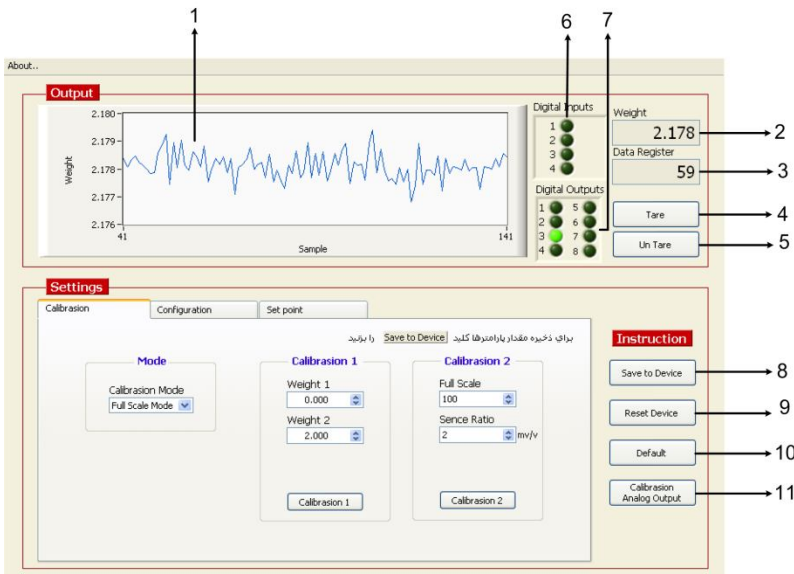 1
6
7
About..
Output
2.180
2.179
2.178
2.177
2.176
Weight
41
141
Sample
Digital Inputs
1
2
3
4
Digital Outputs
1 5
2 6
3 7
4 8
Weight
2.178
2
Data Register
59
3
Tare
4
Un Tare
5
Settings
Calibrasion
Configuration
Set point
برای ذخیره مقدار پارامترها کلید Save to Device را بزنید
Mode
Calibrasion Mode
Full Scale Mode
Calibrasion 1
Weight 1
0.000
Weight 2
2.000
Calibrasion 1
Calibrasion 2
Full Scale
100
Sence Ratio
2 mv/v
Calibrasion 2
Instruction
Save to Device
8
Reset Device
9
Default
10
Calibrasion
Analog Output
11